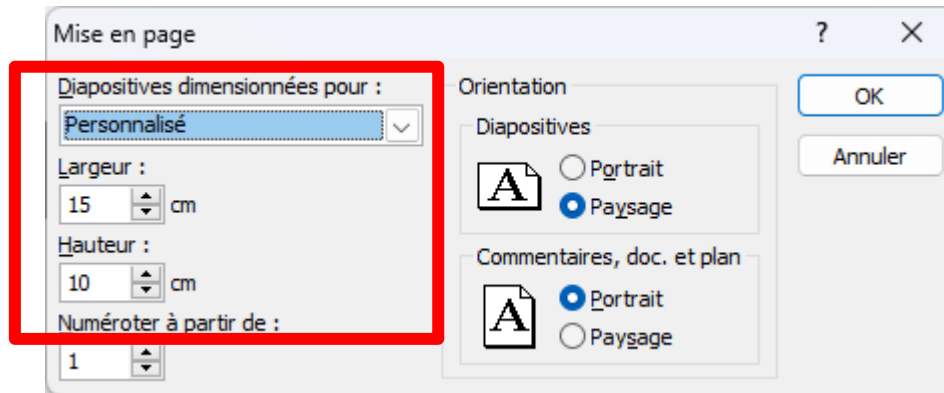 Mise en page
?
Diapositives dimensionnées pour :
Personnalisé
Largeur :
15 cm
Hauteur :
10 cm
Numéroter à partir de :
1
Orientation
Diapositives
A
Portrait
Paysage
Commentaires, doc. et plan
A
Portrait
Paysage
OK
Annuler